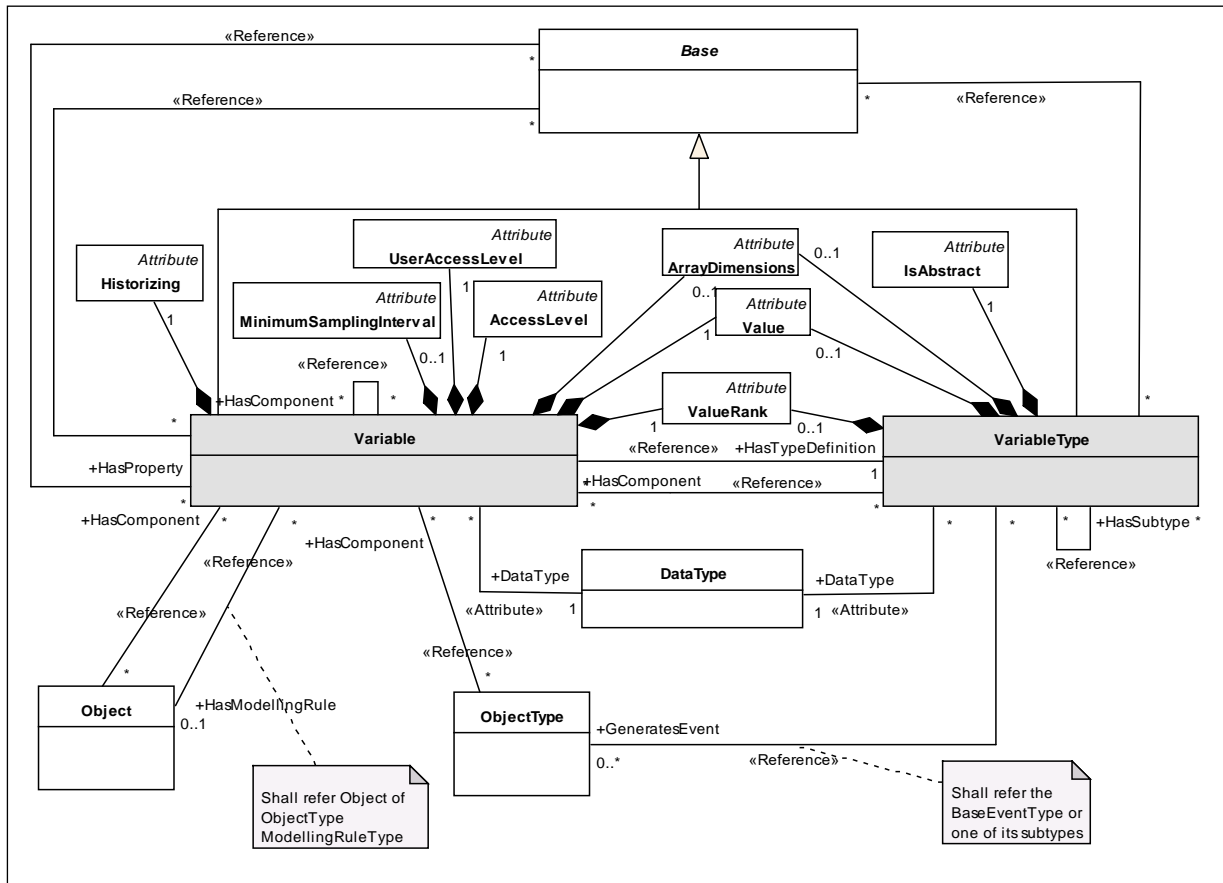 «Reference»
Base
*
«Reference»
*
*
«Reference»
*
Attribute
UserAccessLevel
1
Attribute
ArrayDimensions
0..1
0..1
Attribute
IsAbstract
1
Attribute
Historizing
1
Attribute
MinimumSamplingInterval
0..1
Attribute
AccessLevel
1
Attribute
Value
1
0..1
«Reference»
+HasComponent
*
*
Attribute
ValueRank
1
0..1
*
*
Variable
VariableType
«Reference»
+HasTypeDefinition
*
1
+HasProperty
*
+HasComponent
«Reference»
*
*
+HasComponent
*
*
+HasComponent
*
*
*
*
*
+HasSubtype
*
«Reference»
«Reference»
+DataType
1
«Attribute»
DataType
+DataType
1
«Attribute»
«Reference»
*
«Reference»
*
Object
+HasModellingRule
0..1
ObjectType
+GeneratesEvent
0..*
«Reference»
Shall refer Object of
ObjectType
ModellingRuleType
Shall refer the
BaseEventType or
one of its subtypes